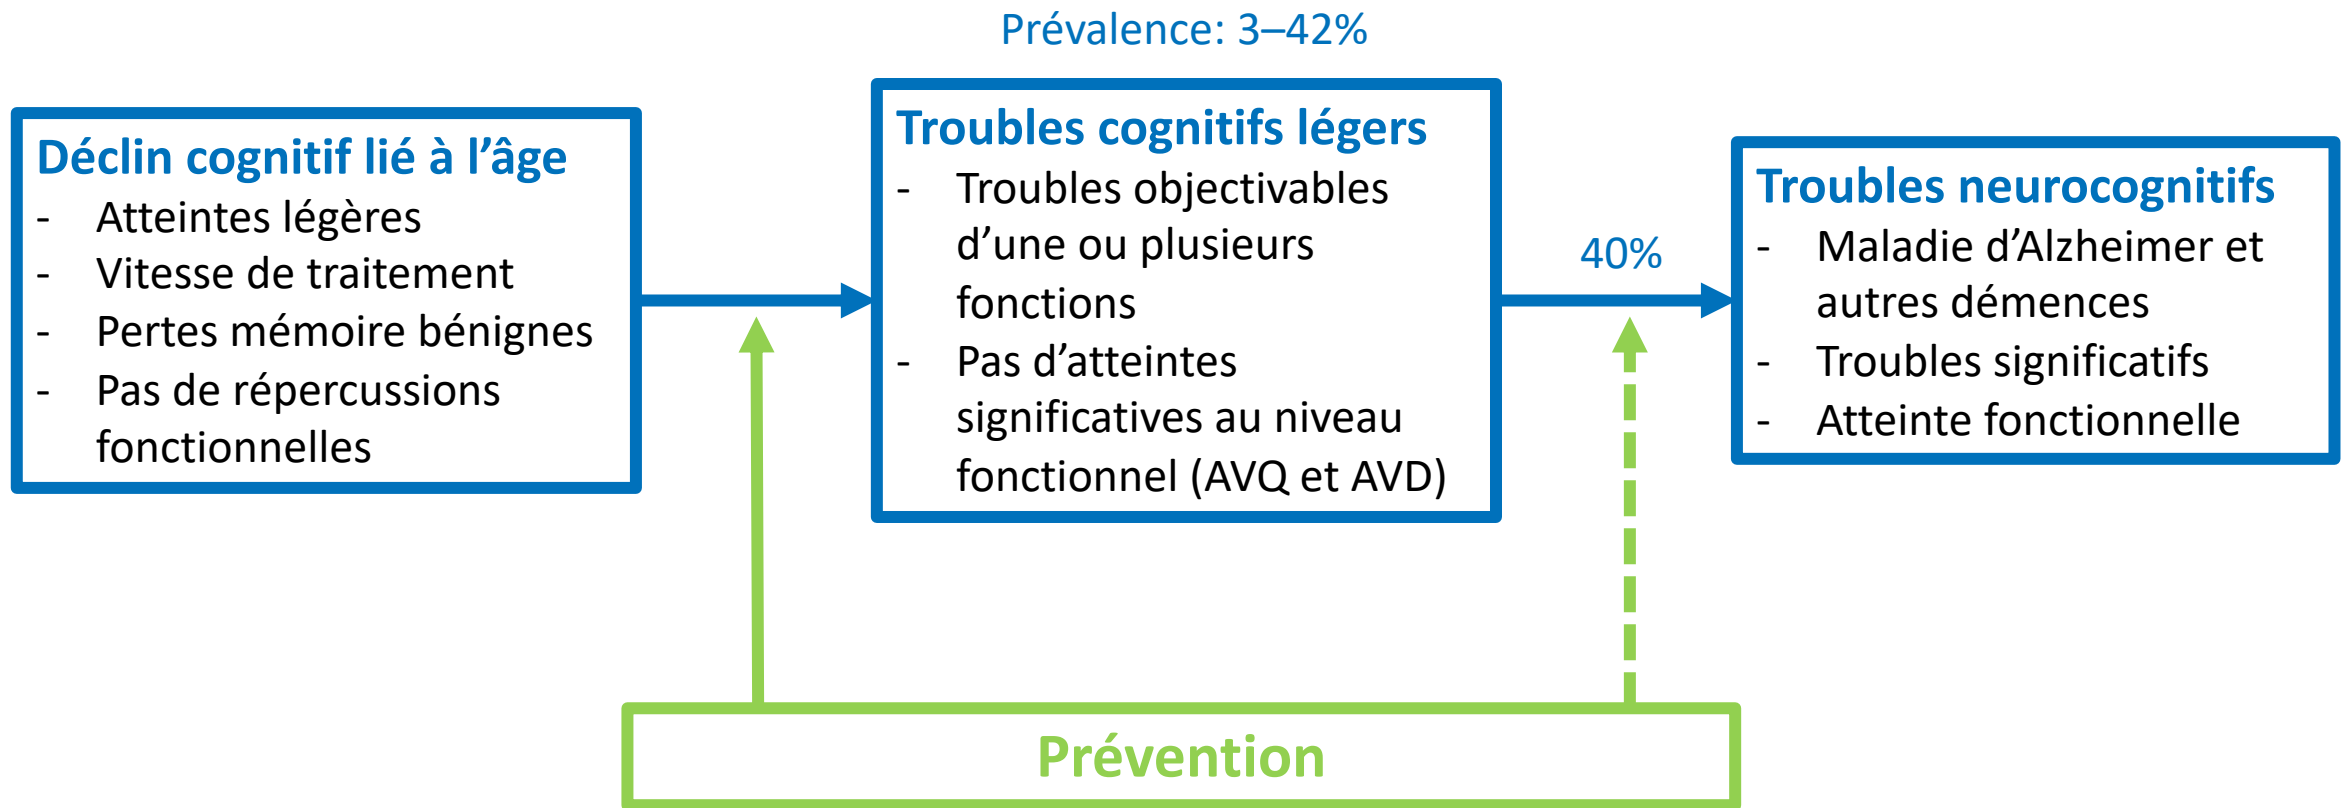 Prévalence: 3–42%
Déclin cognitif lié à l’âge
- Atteintes légères
- Vitesse de traitement
- Pertes mémoire bénignes
- Pas de répercussions
fonctionnelles
Troubles cognitifs légers
- Troubles objectivables
d’une ou plusieurs
fonctions
- Pas d’atteintes
significatives au niveau
fonctionnel (AVQ et AVD)
40%
Troubles neurocognitifs
- Maladie d’Alzheimer et
autres démences
- Troubles significatifs
- Atteinte fonctionnelle
Prévention